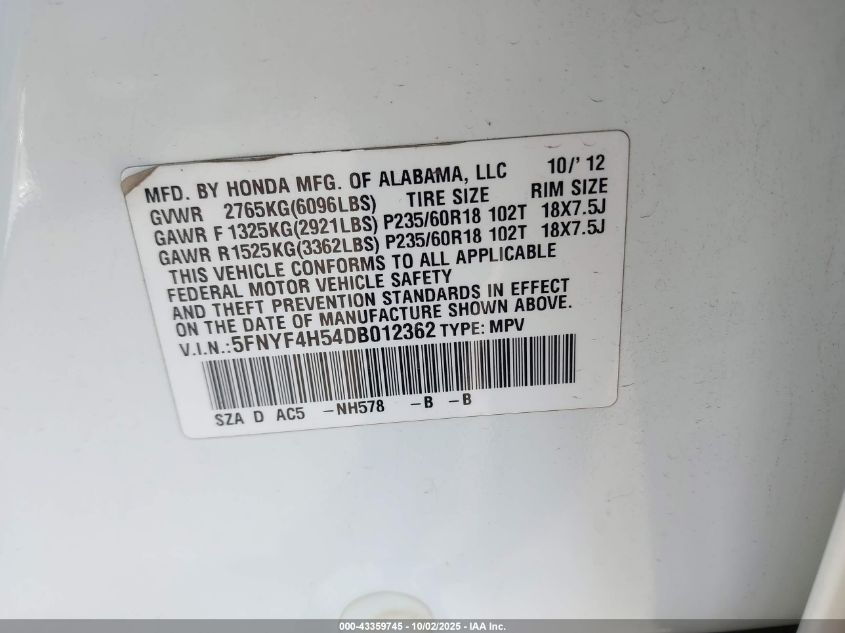 MFD. BY HONDA MFG. OF ALABAMA, LLC 10/'12
GVWR 2765KG(6096LBS) TIRE SIZE RIM SIZE
GAWR F 1325KG(2921LBS) P235/60R18 102T 18X7.5J
GAWR R1525KG(3362LBS) P235/60R18 102T 18X7.5J
THIS VEHICLE CONFORMS TO ALL APPLICABLE
FEDERAL MOTOR VEHICLE SAFETY
AND THEFT PREVENTION STANDARDS IN EFFECT
ON THE DATE OF MANUFACTURE SHOWN ABOVE.
V.I.N.:5FNYF4H54DB012362 TYPE: MPV
SZA D AC5 -NH578 -B -B
000-43359745 - 10/02/2025 - IAA Inc.